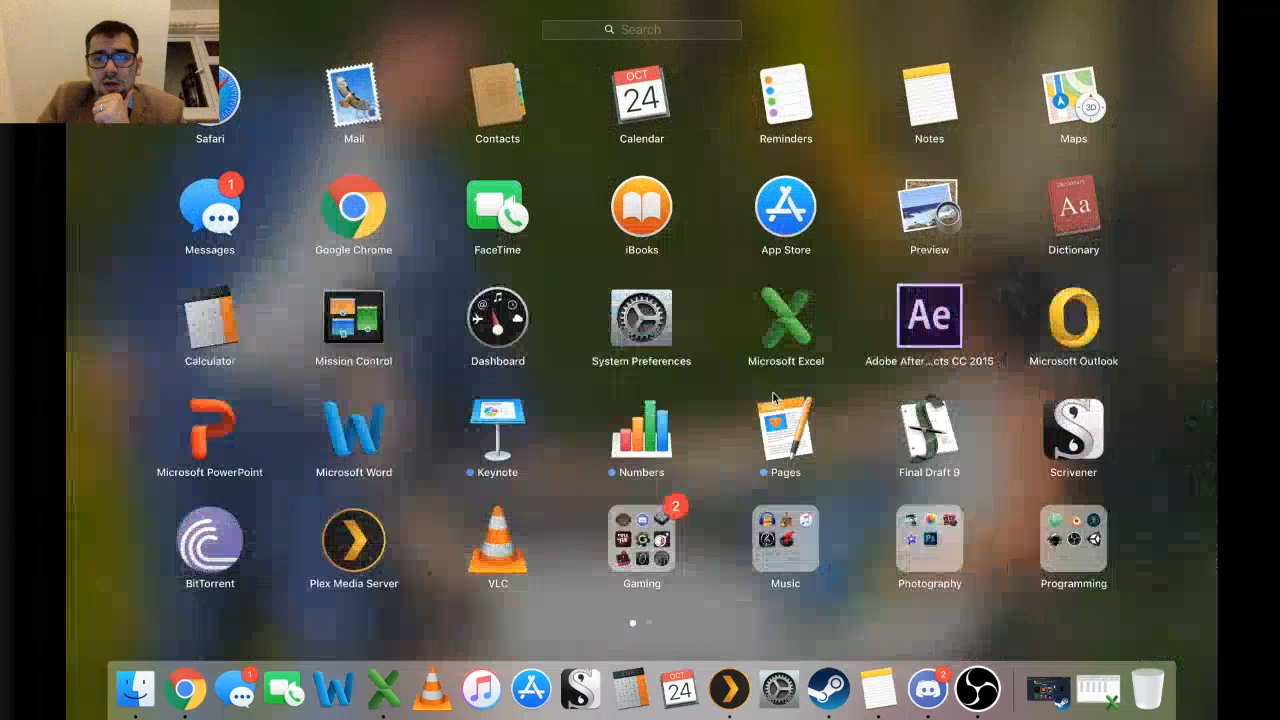 Search
OCT
24
3D
Safari
Mail
Contacts
Calendar
Reminders
Notes
Maps
1
Aa
Messages
Google Chrome
FaceTime
iBooks
App Store
Preview
Dictionary
Ae
Calculator
Mission Control
Dashboard
System Preferences
Microsoft Excel
Adobe After...cts CC 2015
Microsoft Outlook
Microsoft PowerPoint
Microsoft Word
Keynote
Numbers
Pages
Final Draft 9
Scrivener
2
BitTorrent
Plex Media Server
VLC
Gaming
Music
Photography
Programming
1
OCT
24
2